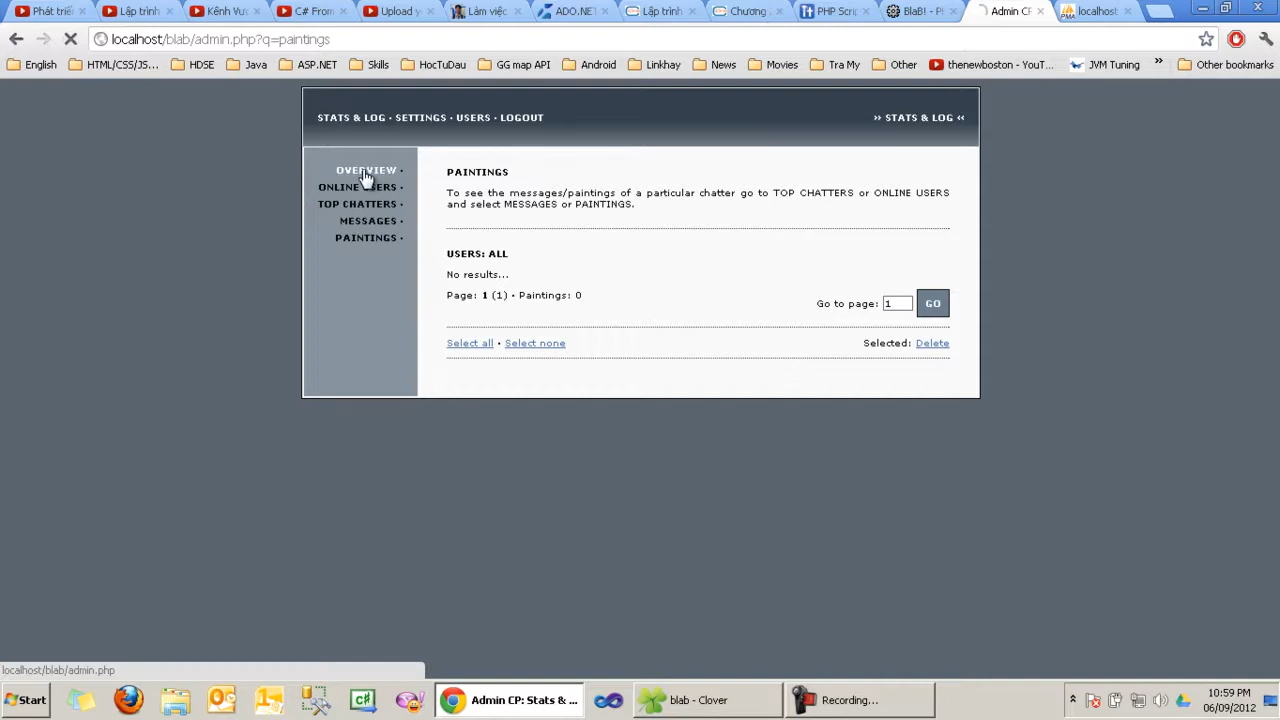 Phát triể
Lập trình
Kênh Vư
C# From
Upload y
Làm việc
ADO.NET
Lập trình
Chương
PHP Scrip
BlaB! - Ph
Admin CP
localhost
localhost/blab/admin.php?q=paintings
English
HTML/CSS/JS...
HDSE
Java
ASP.NET
Skills
HocTuDau
GG map API
Android
Linkhay
News
Movies
Tra My
Other
thenewboston - YouT...
JVM Tuning
»
Other bookmarks
STATS & LOG · SETTINGS · USERS · LOGOUT
>> STATS & LOG <<
OVERVIEW ·
ONLINE USERS ·
TOP CHATTERS ·
MESSAGES ·
PAINTINGS ·
PAINTINGS
To see the messages/paintings of a particular chatter go to TOP CHATTERS or ONLINE USERS
and select MESSAGES or PAINTINGS.
USERS: ALL
No results...
Page: 1 (1) · Paintings: 0
Go to page: 1 GO
Select all · Select none
Selected: Delete
localhost/blab/admin.php
Start
Admin CP: Stats & ...
blab - Clover
Recording...
10:59 PM
06/09/2012